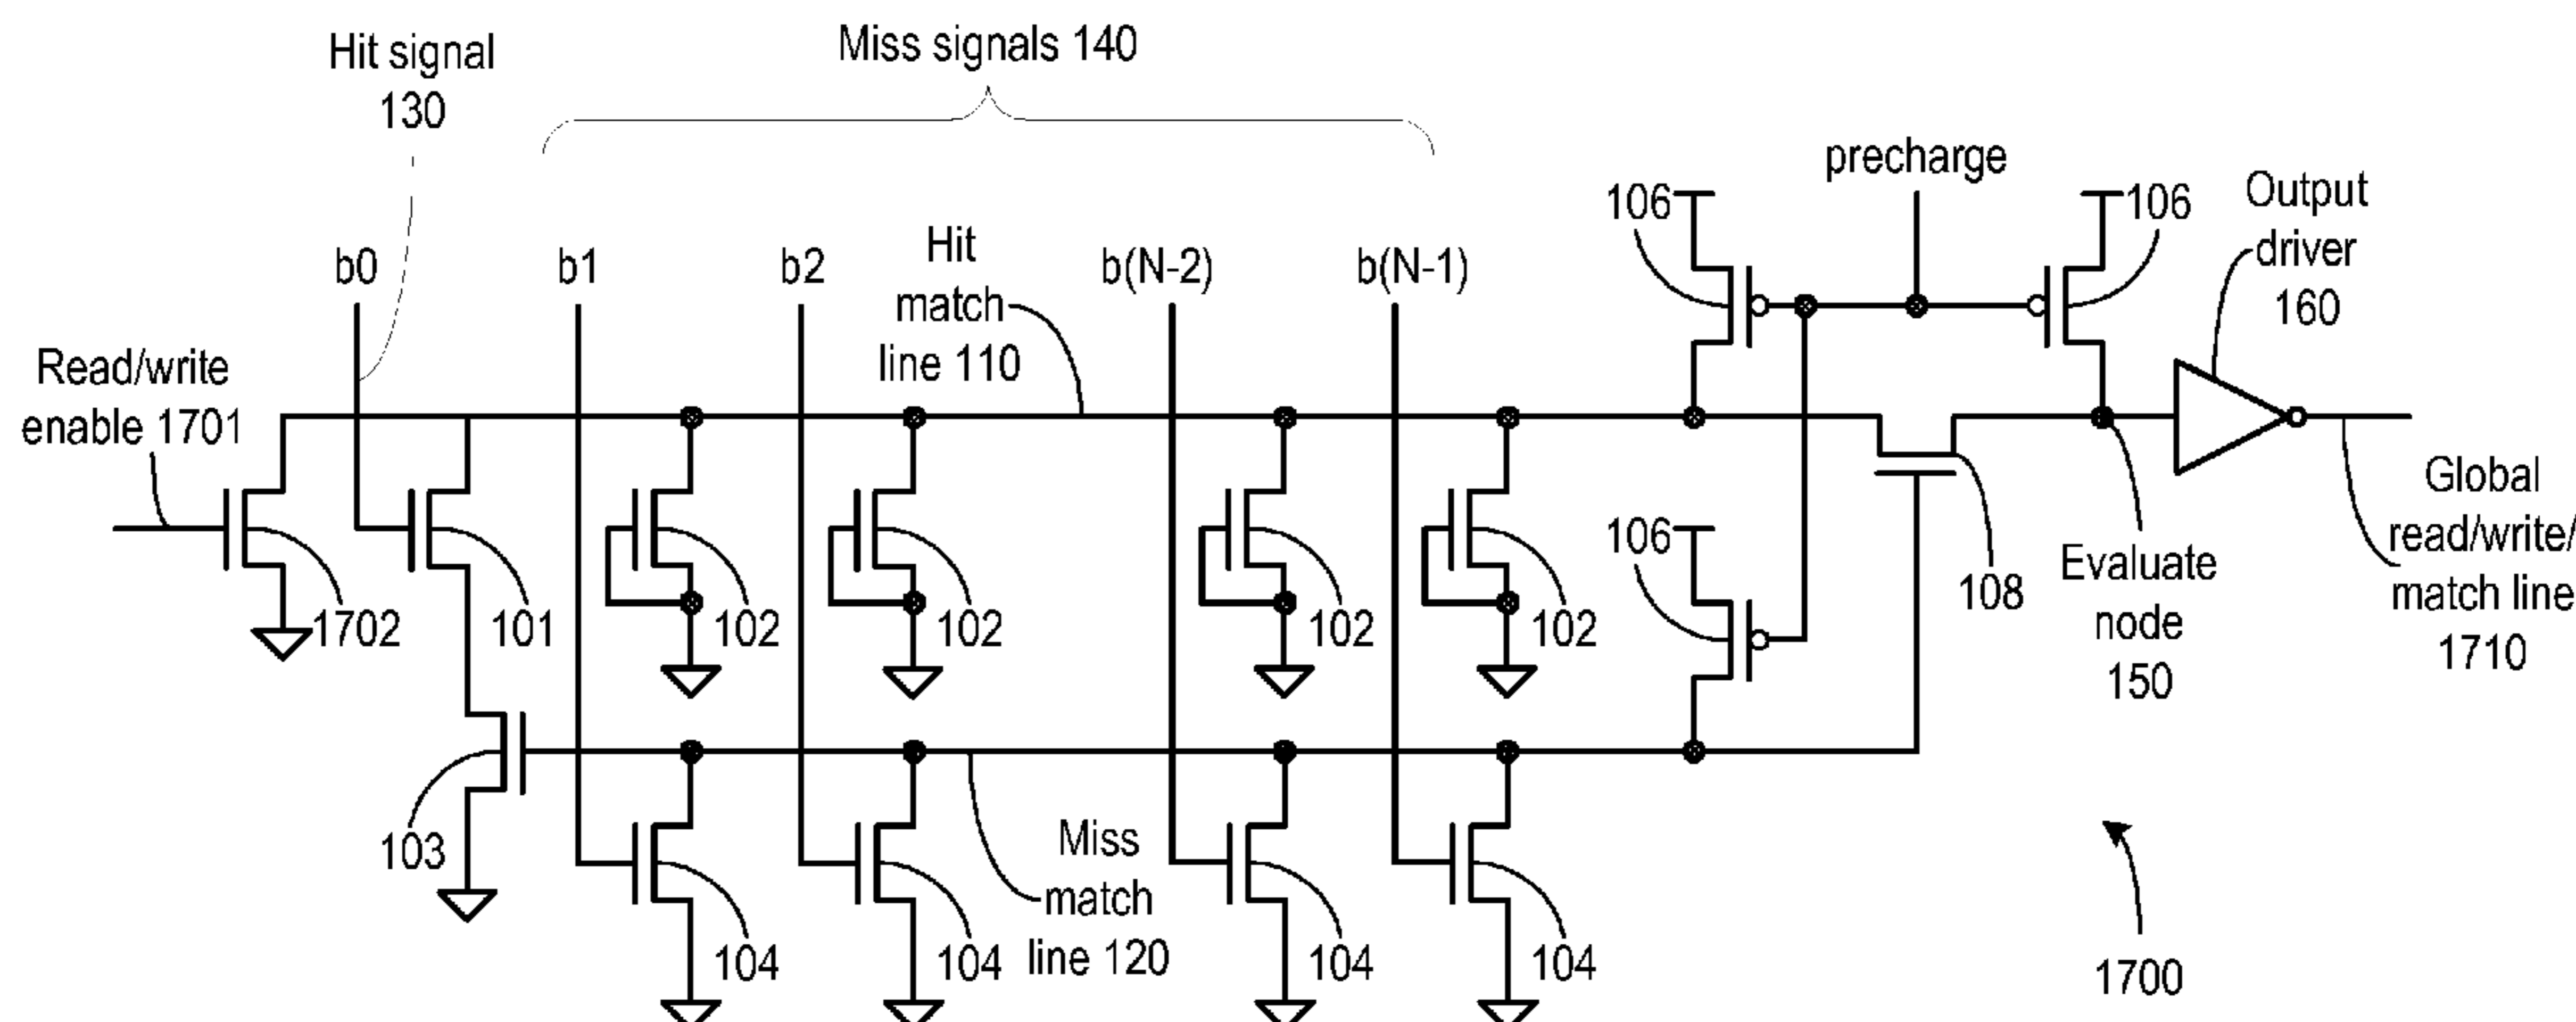 Hit signal
130
Miss signals 140
precharge
106
106
Output
driver
160
b0
b1
b2
Hit
match
line 110
b(N-2)
b(N-1)
Read/write
enable 1701
Global
read/write/
match line
1710
106
Evaluate
node
150
108
1702
101
102
102
102
102
103
Miss
match
line 120
104
104
104
104
1700